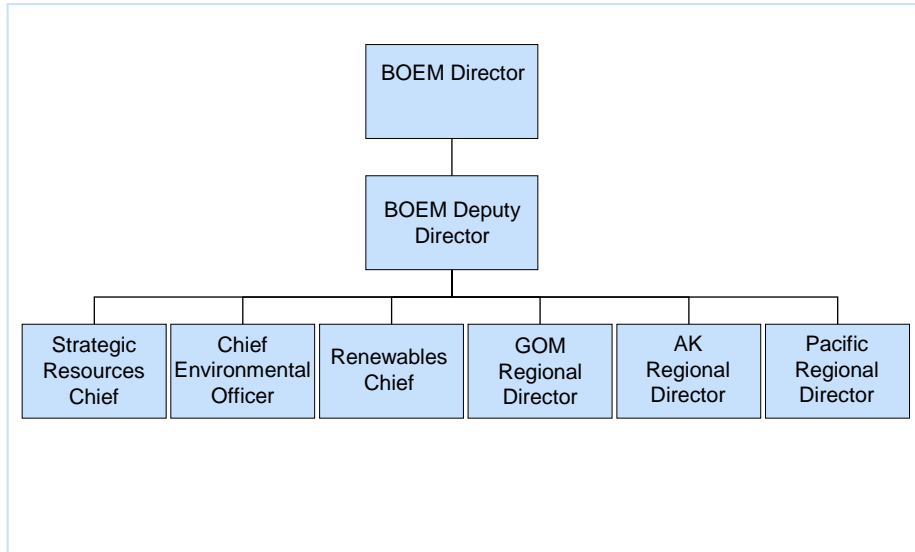 BOEM Director
BOEM Deputy
Director
Strategic
Resources
Chief
Chief
Environmental
Officer
Renewables
Chief
GOM
Regional
Director
AK
Regional
Director
Pacific
Regional
Director